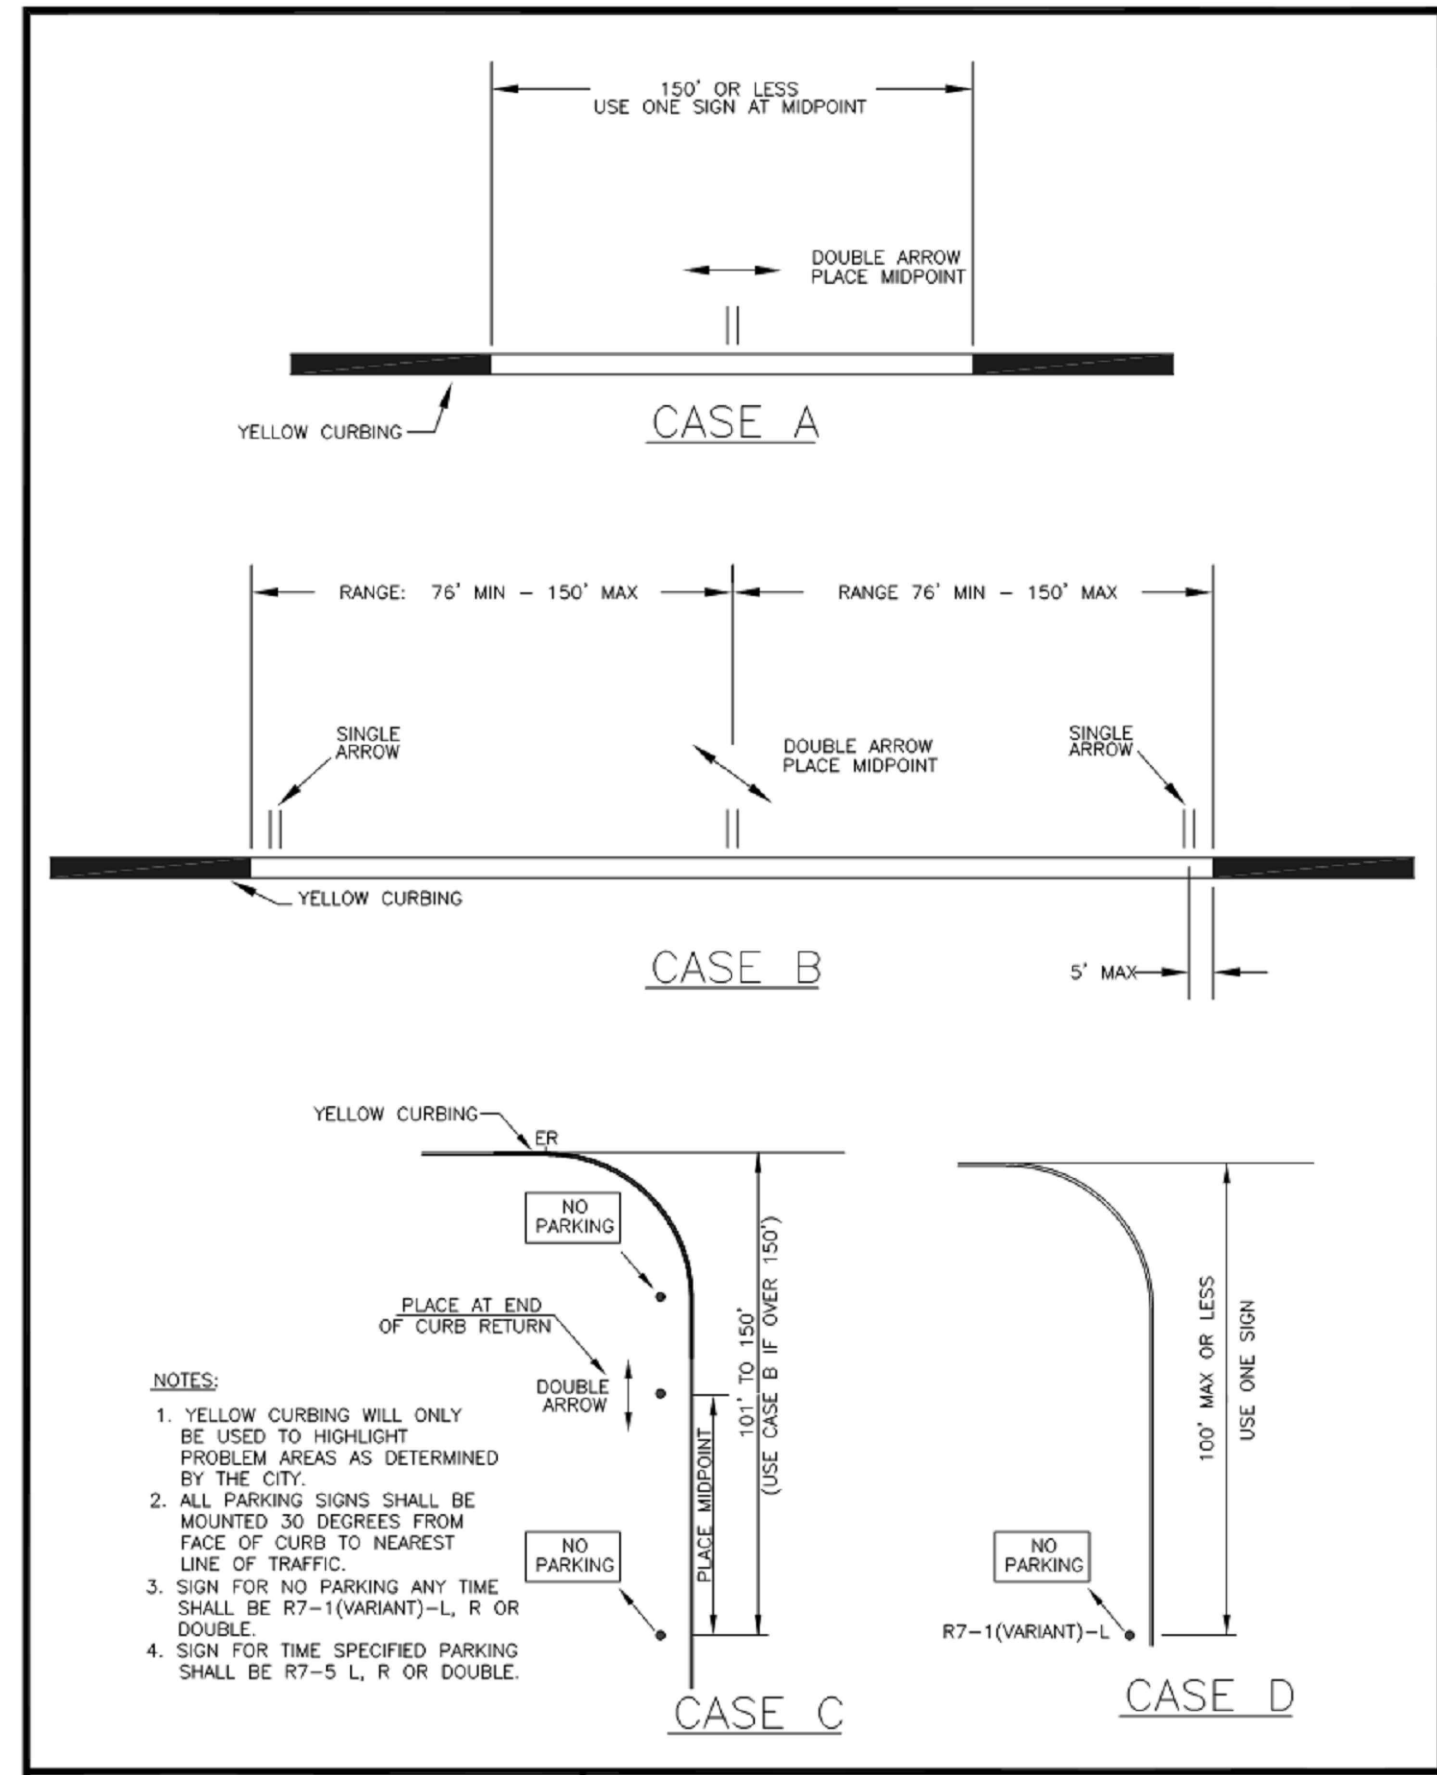 150' OR LESS
USE ONE SIGN AT MIDPOINT
DOUBLE ARROW
PLACE MIDPOINT
YELLOW CURBING
CASE A
RANGE: 76' MIN – 150' MAX
RANGE 76' MIN – 150' MAX
SINGLE
ARROW
DOUBLE ARROW
PLACE MIDPOINT
SINGLE
ARROW
YELLOW CURBING
CASE B
5' MAX
YELLOW CURBING
ER
NO
PARKING
PLACE AT END
OF CURB RETURN
DOUBLE
ARROW
101' TO 150'
(USE CASE B IF OVER 150')
PLACE MIDPOINT
NO
PARKING
CASE C
100' MAX OR LESS
USE ONE SIGN
NO
PARKING
R7-1(VARIANT)-L
CASE D
NOTES:
1. YELLOW CURBING WILL ONLY
BE USED TO HIGHLIGHT
PROBLEM AREAS AS DETERMINED
BY THE CITY.
2. ALL PARKING SIGNS SHALL BE
MOUNTED 30 DEGREES FROM
FACE OF CURB TO NEAREST
LINE OF TRAFFIC.
3. SIGN FOR NO PARKING ANY TIME
SHALL BE R7-1(VARIANT)-L, R OR
DOUBLE.
4. SIGN FOR TIME SPECIFIED PARKING
SHALL BE R7-5 L, R OR DOUBLE.